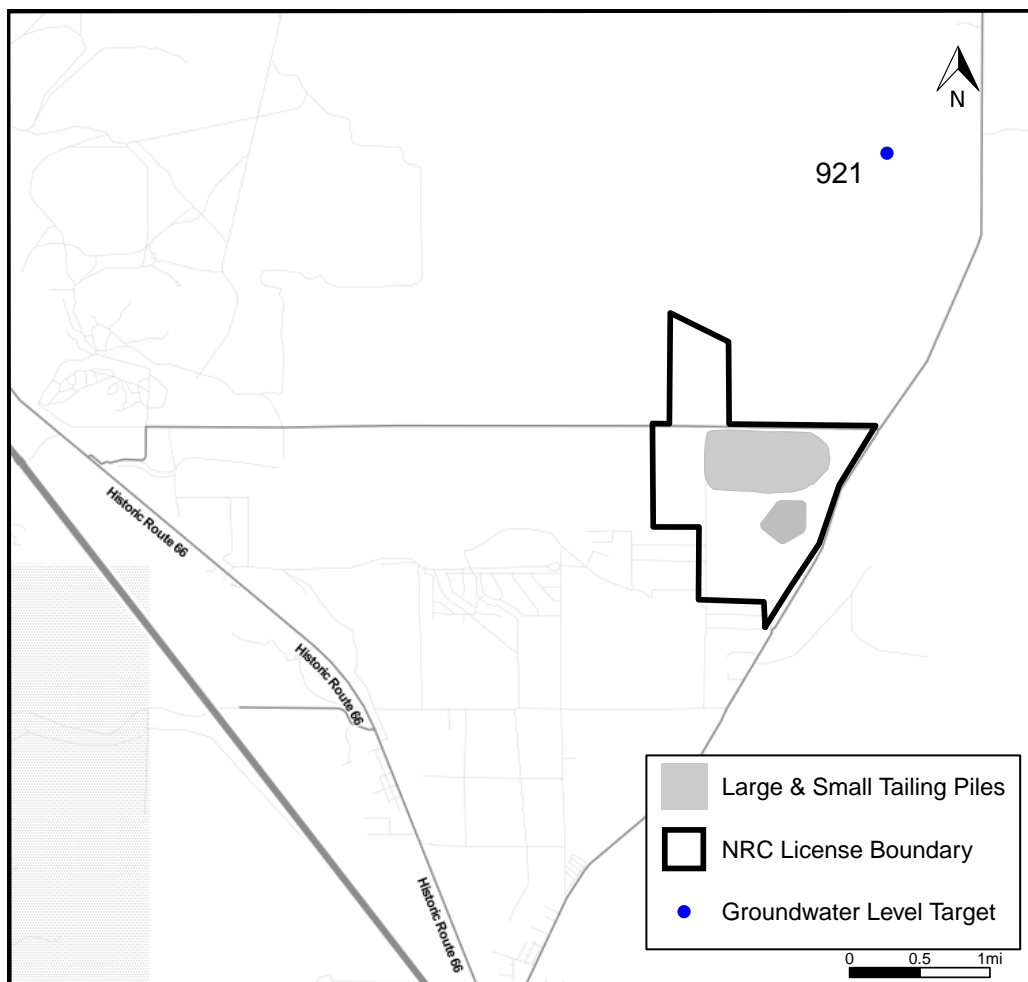 N
921
Historic Route 66
Historic Route 66
Historic Route 66
Large & Small Tailing Piles
NRC License Boundary
Groundwater Level Target
0 0.5 1mi